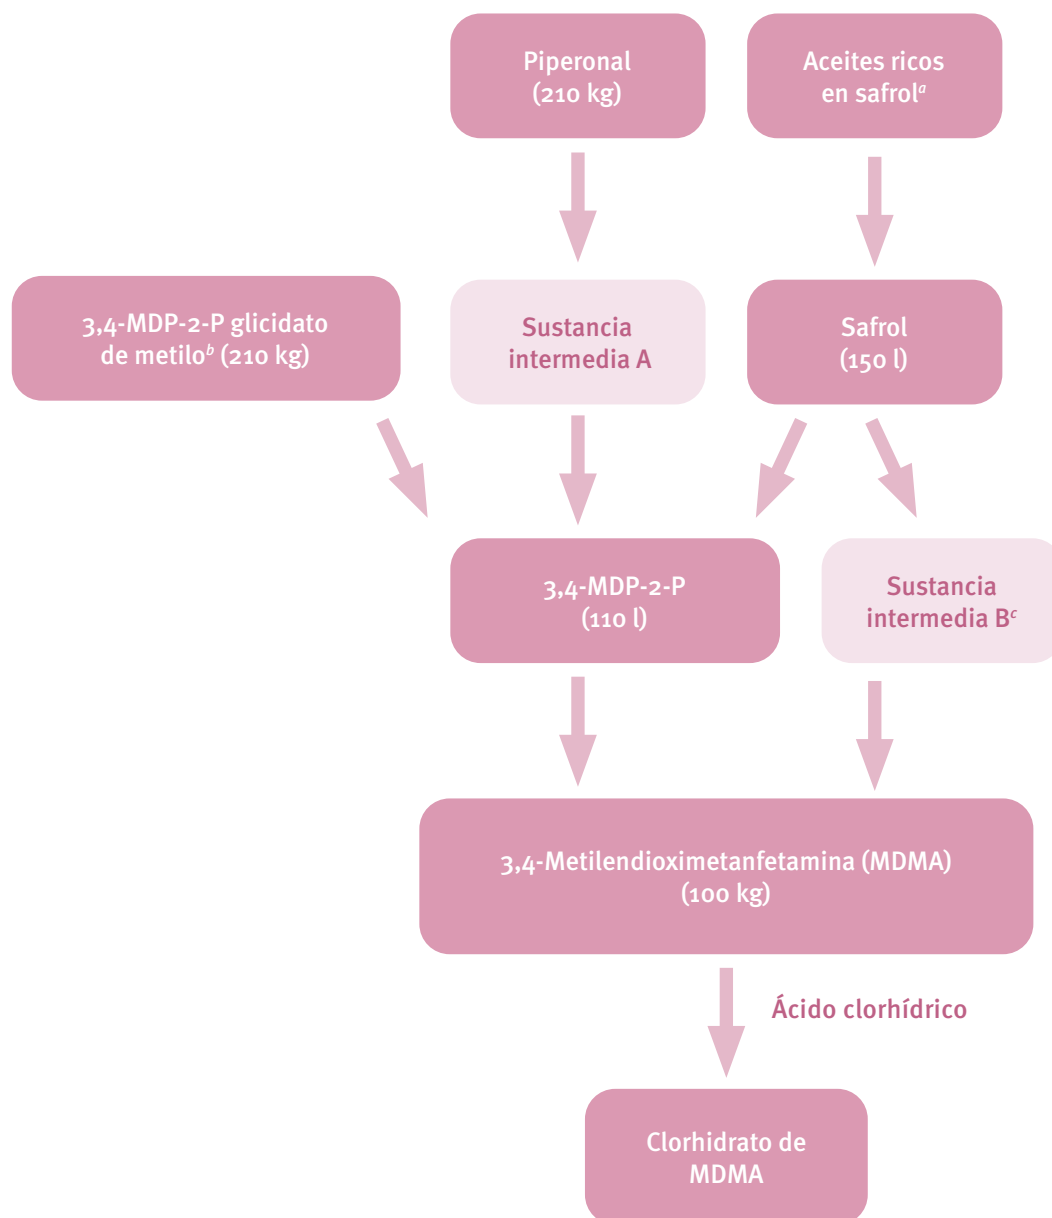 Piperonal
(210 kg)
Aceites ricos
en safrolᵃ
3,4-MDP-2-P glicidato
de metiloᵇ (210 kg)
Sustancia
intermedia A
Safrol
(150 l)
3,4-MDP-2-P
(110 l)
Sustancia
intermedia Bᶜ
3,4-Metilendioximetanfetamina (MDMA)
(100 kg)
Ácido clorhídrico
Clorhidrato de
MDMA